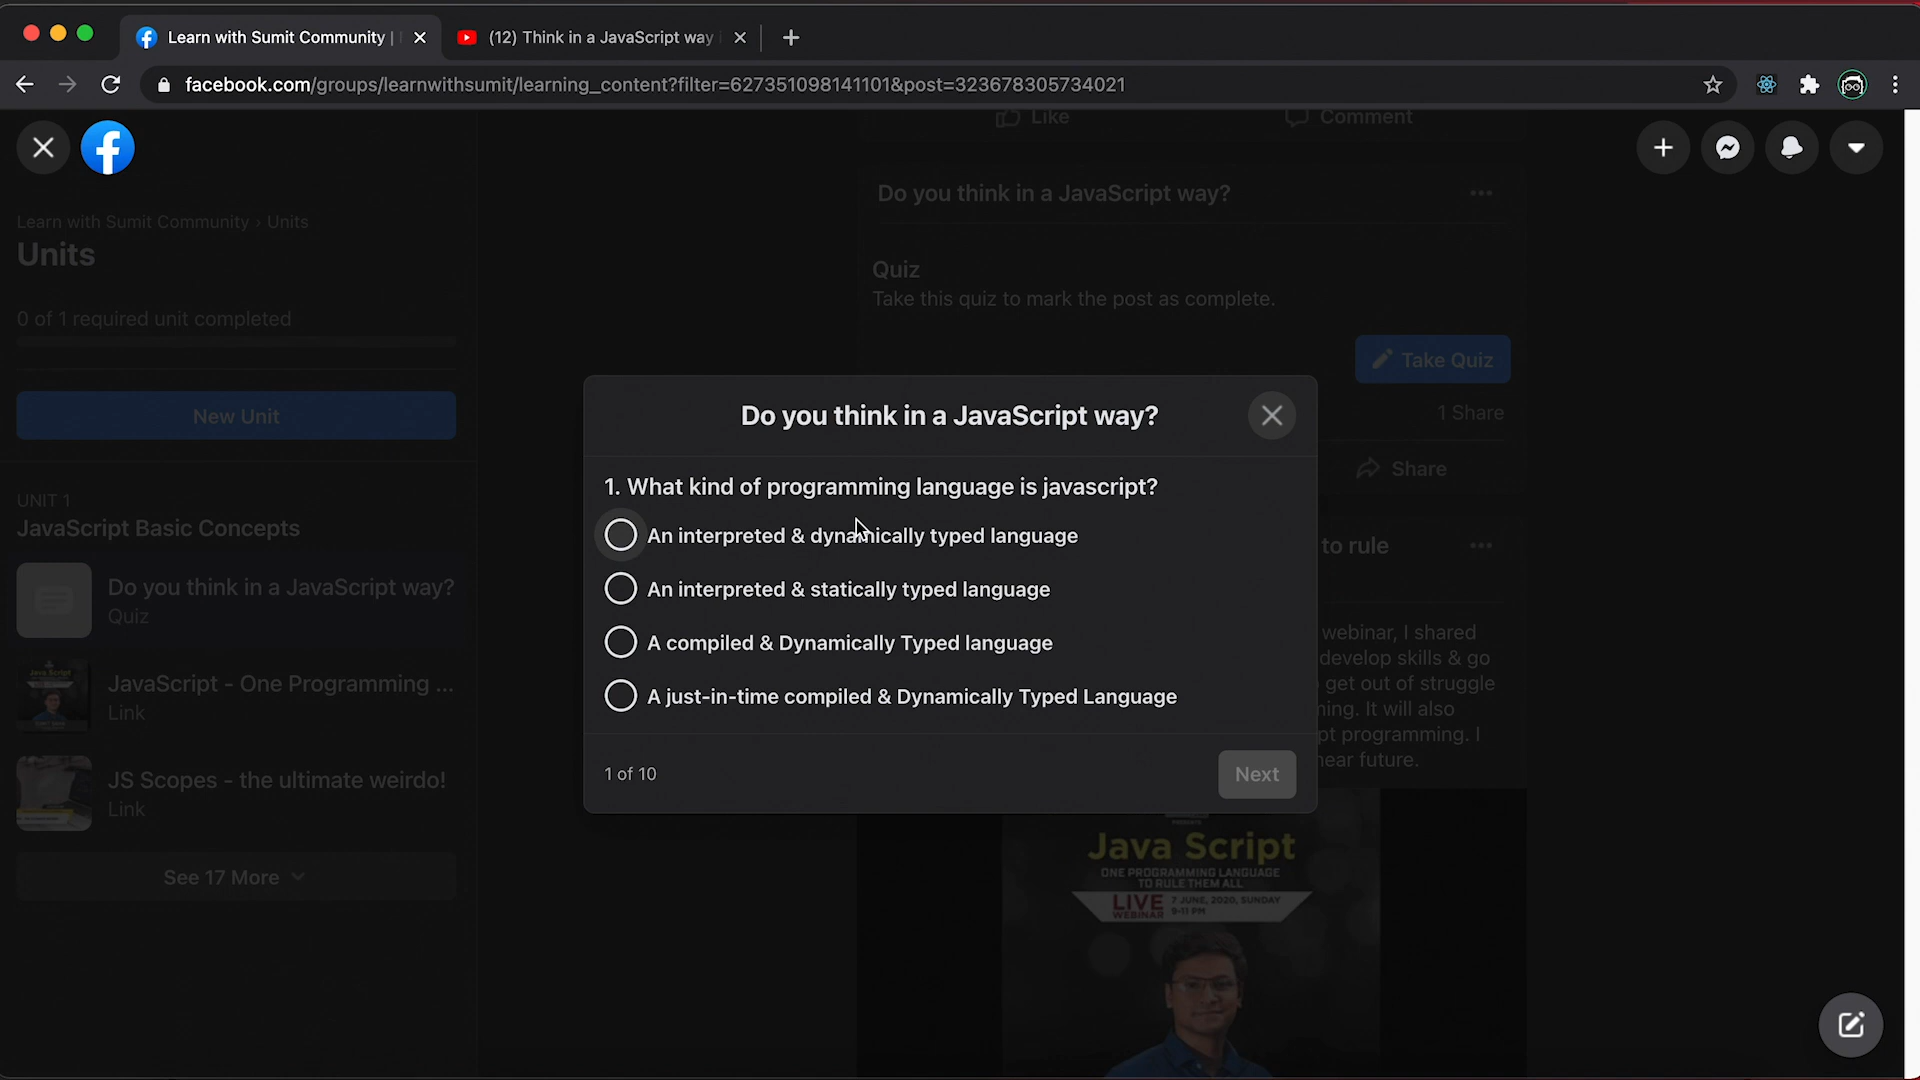 Learn with Sumit Community |
(12) Think in a JavaScript way
facebook.com/groups/learnwithsumit/learning_content?filter=627351098141101&post=323678305734021
Like
Comment
Do you think in a JavaScript way?
Learn with Sumit Community › Units
Units
Quiz
Take this quiz to mark the post as complete.
0 of 1 required unit completed
Take Quiz
New Unit
1 Share
Share
Do you think in a JavaScript way?
1. What kind of programming language is javascript?
An interpreted & dynamically typed language
An interpreted & statically typed language
A compiled & Dynamically Typed language
A just-in-time compiled & Dynamically Typed Language
1 of 10
Next
UNIT 1
JavaScript Basic Concepts
Do you think in a JavaScript way?
Quiz
JavaScript - One Programming ...
Link
JS Scopes - the ultimate weirdo!
Link
See 17 More
to rule
webinar, I shared
develop skills & go
get out of struggle
ning. It will also
pt programming. I
near future.
Java Script
ONE PROGRAMMING LANGUAGE
TO RULE THEM ALL
LIVE
WEBINAR
7 JUNE, 2020, SUNDAY
9-11 PM